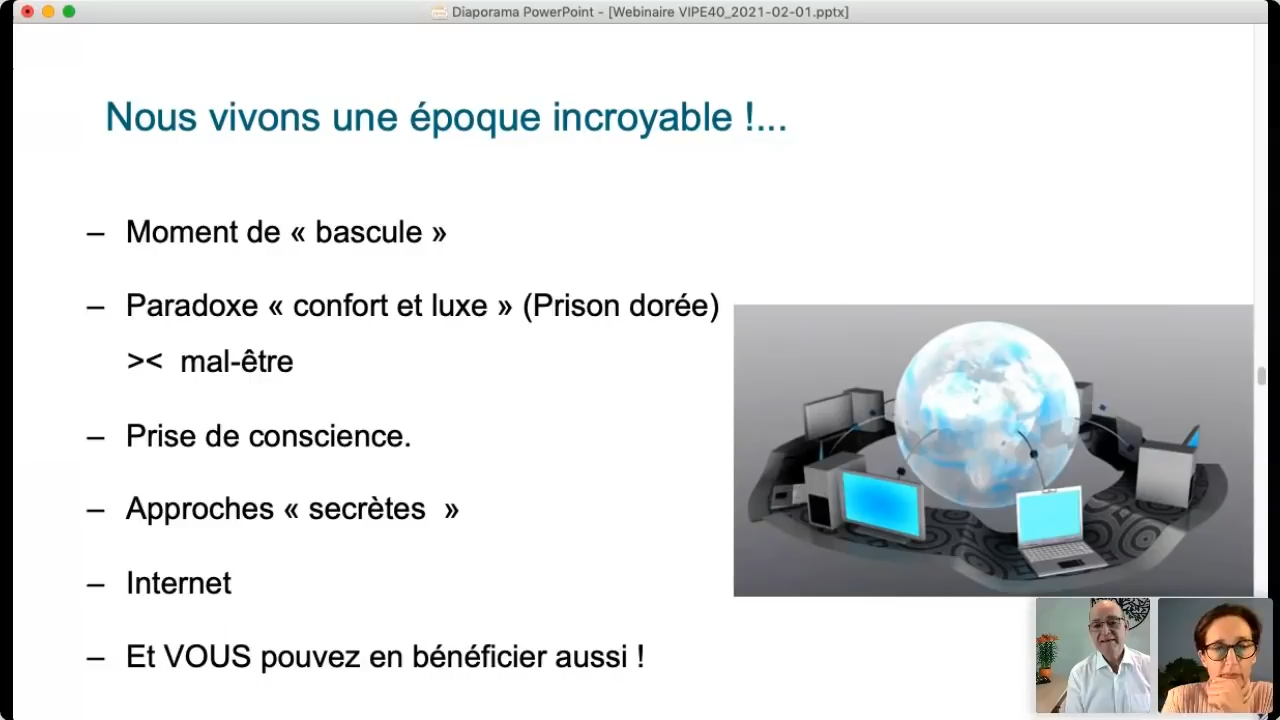 Diaporama PowerPoint - [Webinaire VIPE40_2021-02-01.pptx]
Nous vivons une époque incroyable !...
– Moment de « bascule »
– Paradoxe « confort et luxe » (Prison dorée)
>< mal-être
– Prise de conscience.
– Approches « secrètes »
– Internet
– Et VOUS pouvez en bénéficier aussi !